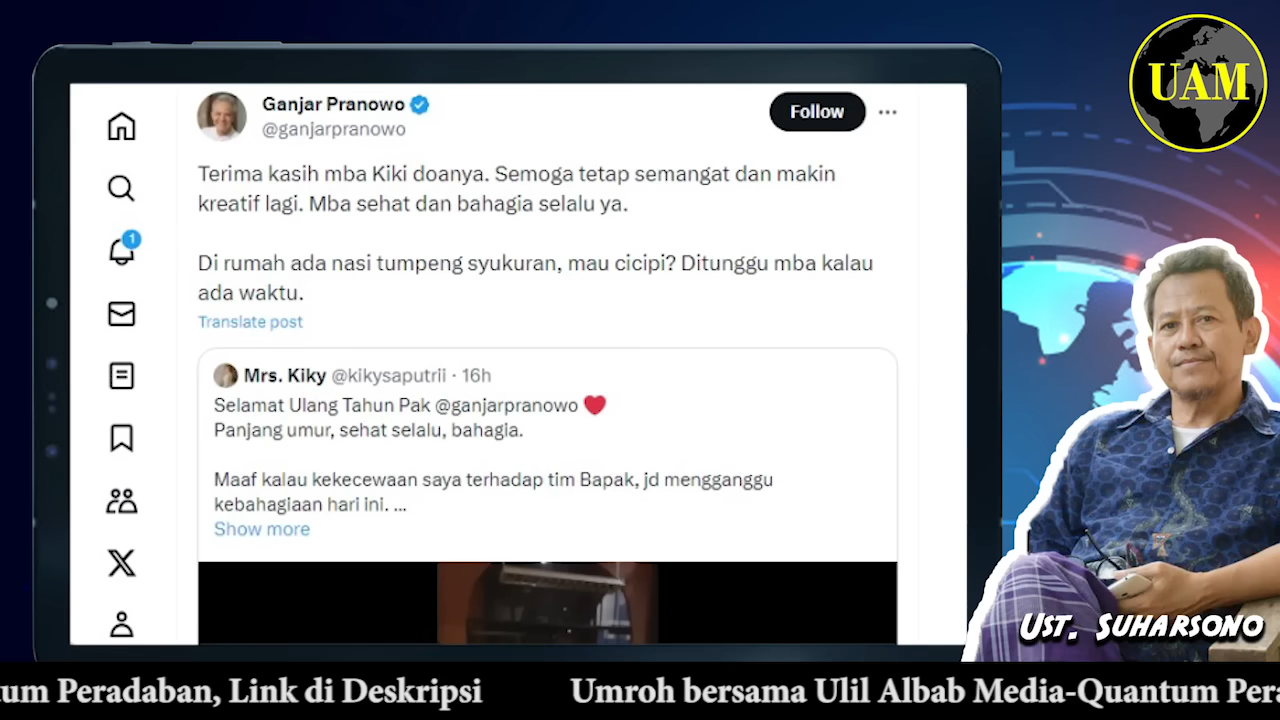 UAM
Ganjar Pranowo
@ganjarpranowo
Follow
Terima kasih mba Kiki doanya. Semoga tetap semangat dan makin
kreatif lagi. Mba sehat dan bahagia selalu ya.
Di rumah ada nasi tumpeng syukuran, mau cicipi? Ditunggu mba kalau
ada waktu.
Translate post
1
Mrs. Kiky @kikysaputrii · 16h
Selamat Ulang Tahun Pak @ganjarpranowo ❤️
Panjang umur, sehat selalu, bahagia.
Maaf kalau kekecewaan saya terhadap tim Bapak, jd mengganggu
kebahagiaan hari ini. ...
Show more
UST. SUHARSONO
tum Peradaban, Link di Deskripsi Umroh bersama Ulil Albab Media-Quantum Pera